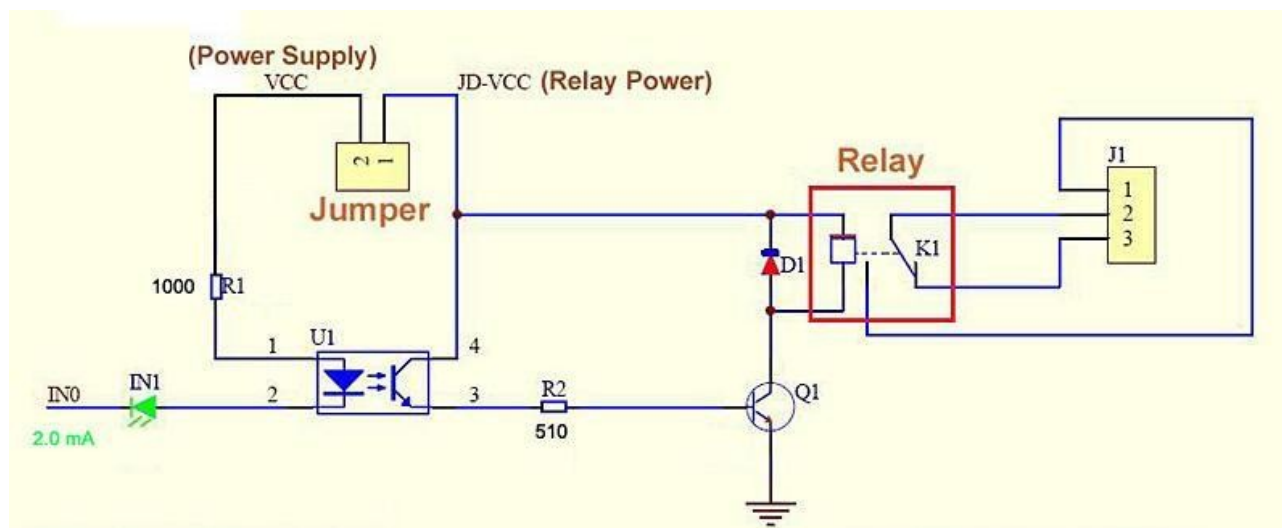 (Power Supply)
VCC
JD-VCC (Relay Power)
2 1
Jumper
Relay
J1
1
2
3
K1
D1
1000 R1
U1
1
4
IN0
IN1
2
3
R2
510
Q1
2.0 mA